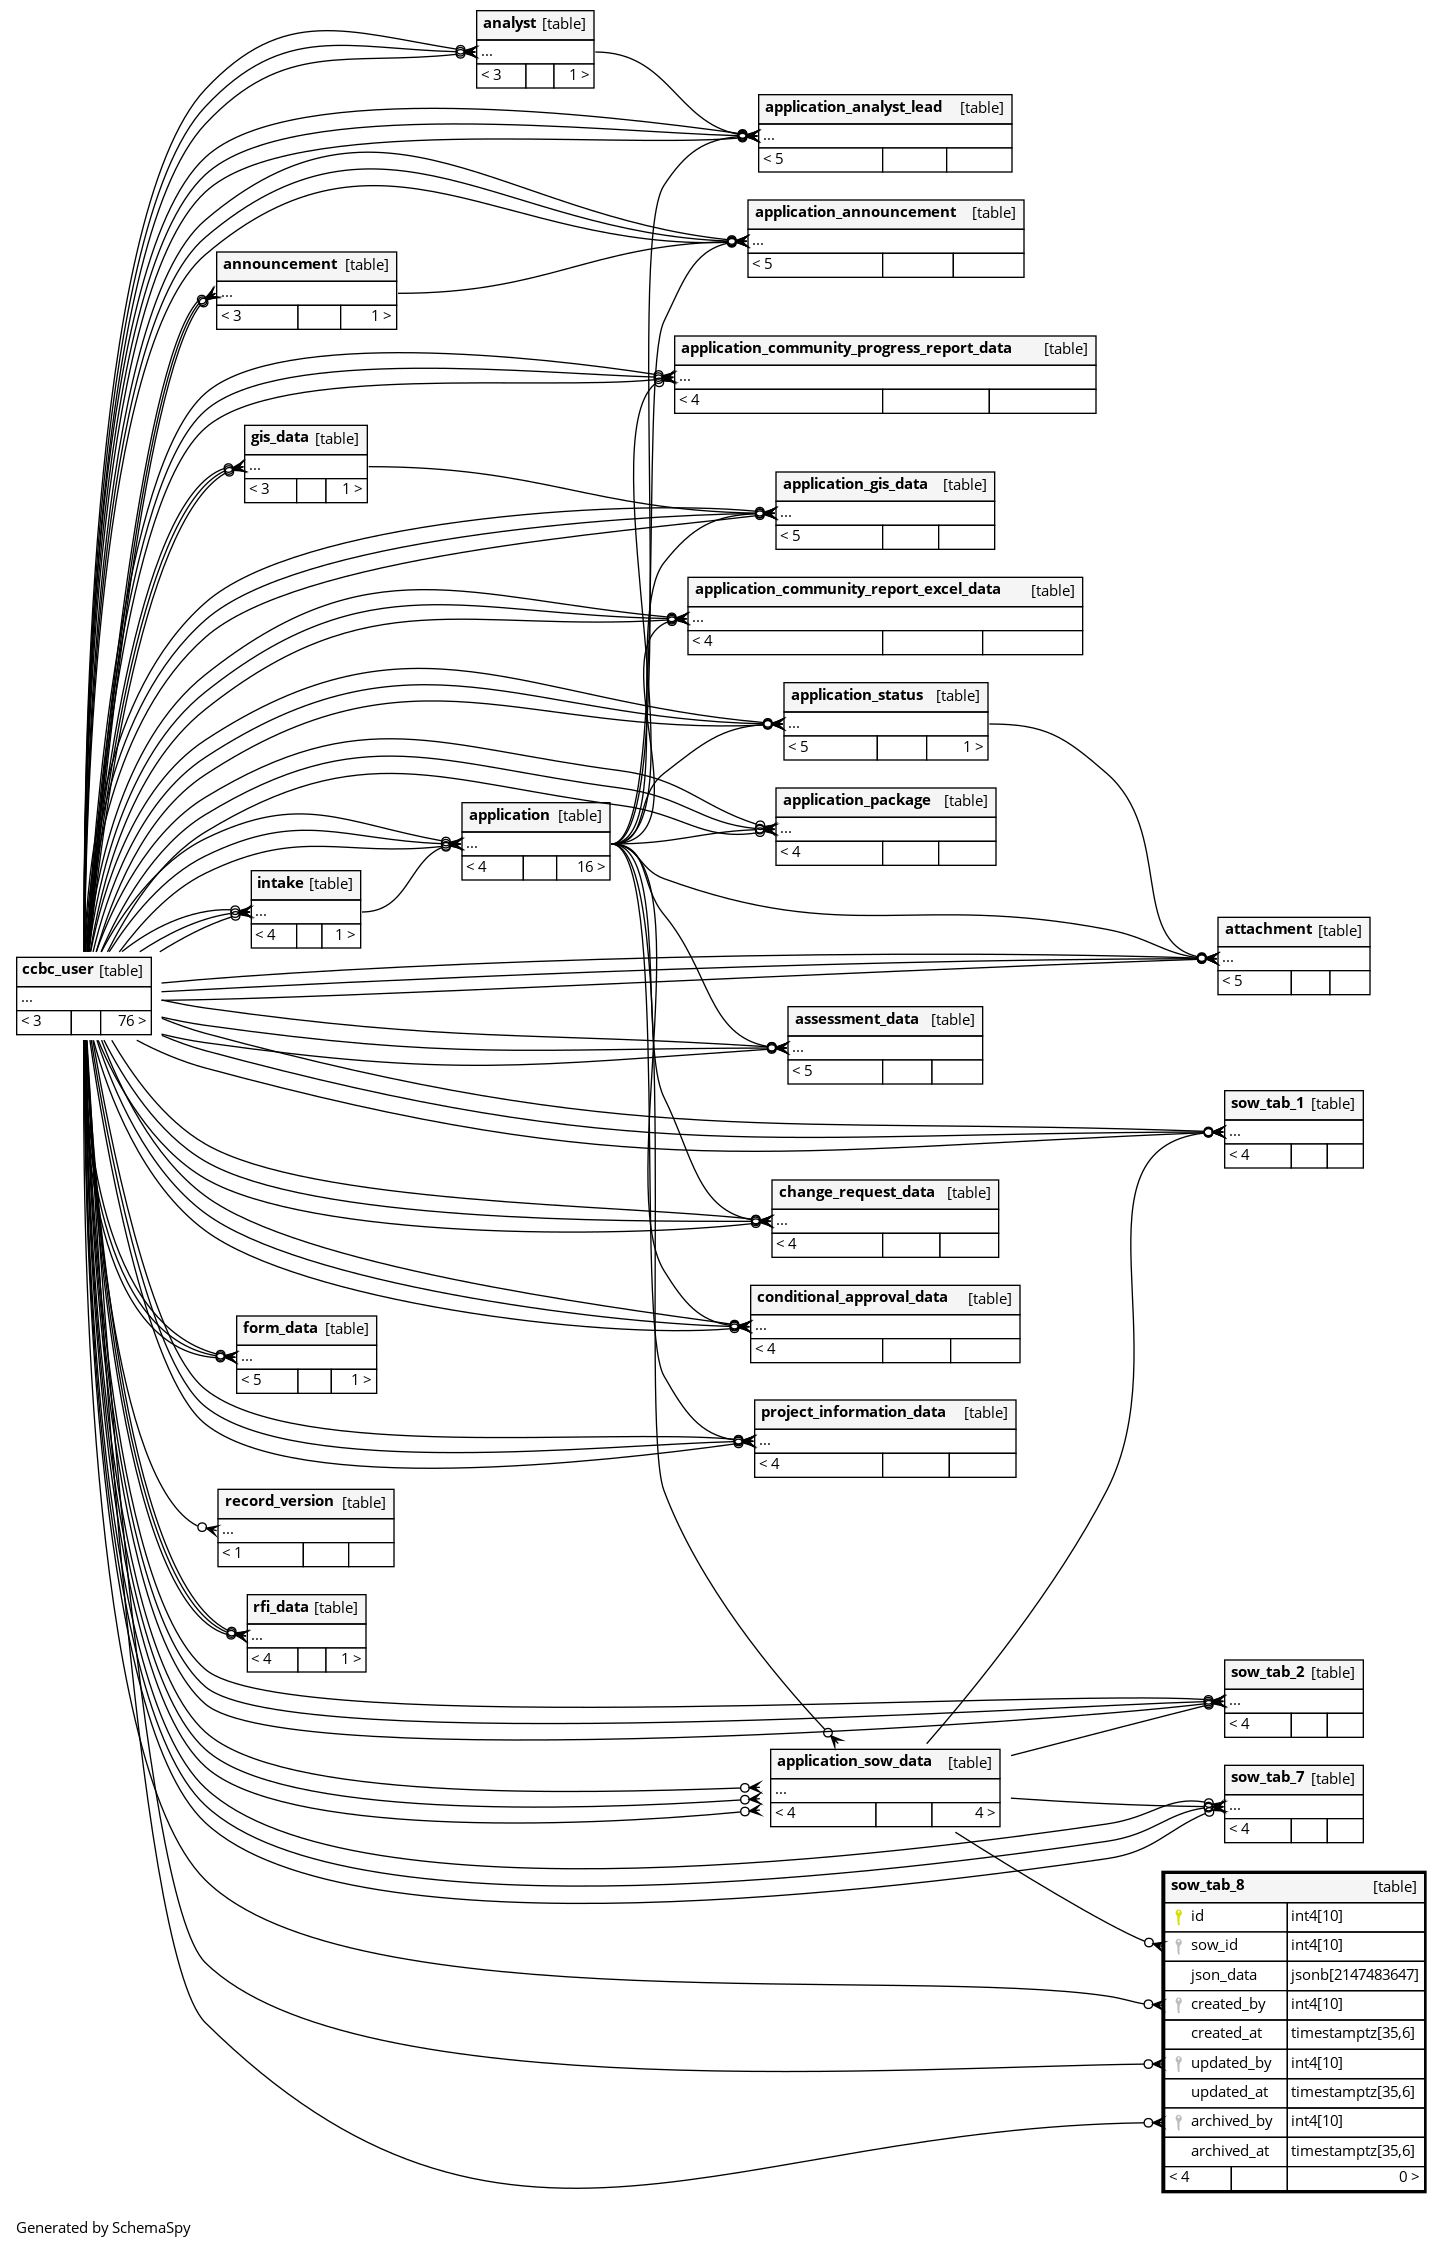 analyst [table]
...
< 3 1 >
application_analyst_lead [table]
...
< 5
application_announcement [table]
...
< 5
announcement [table]
...
< 3 1 >
application_community_progress_report_data [table]
...
< 4
gis_data [table]
...
< 3 1 >
application_gis_data [table]
...
< 5
application_community_report_excel_data [table]
...
< 4
application_status [table]
...
< 5 1 >
application_package [table]
...
< 4
application [table]
...
< 4 16 >
intake [table]
...
< 4 1 >
attachment [table]
...
< 5
ccbc_user [table]
...
< 3 76 >
assessment_data [table]
...
< 5
sow_tab_1 [table]
...
< 4
change_request_data [table]
...
< 4
conditional_approval_data [table]
...
< 4
form_data [table]
...
< 5 1 >
project_information_data [table]
...
< 4
record_version [table]
...
< 1
rfi_data [table]
...
< 4 1 >
sow_tab_2 [table]
...
< 4
application_sow_data [table]
...
< 4 4 >
sow_tab_7 [table]
...
< 4
sow_tab_8 [table]
id int4[10]
sow_id int4[10]
json_data jsonb[2147483647]
created_by int4[10]
created_at timestamptz[35,6]
updated_by int4[10]
updated_at timestamptz[35,6]
archived_by int4[10]
archived_at timestamptz[35,6]
< 4 0 >
Generated by SchemaSpy